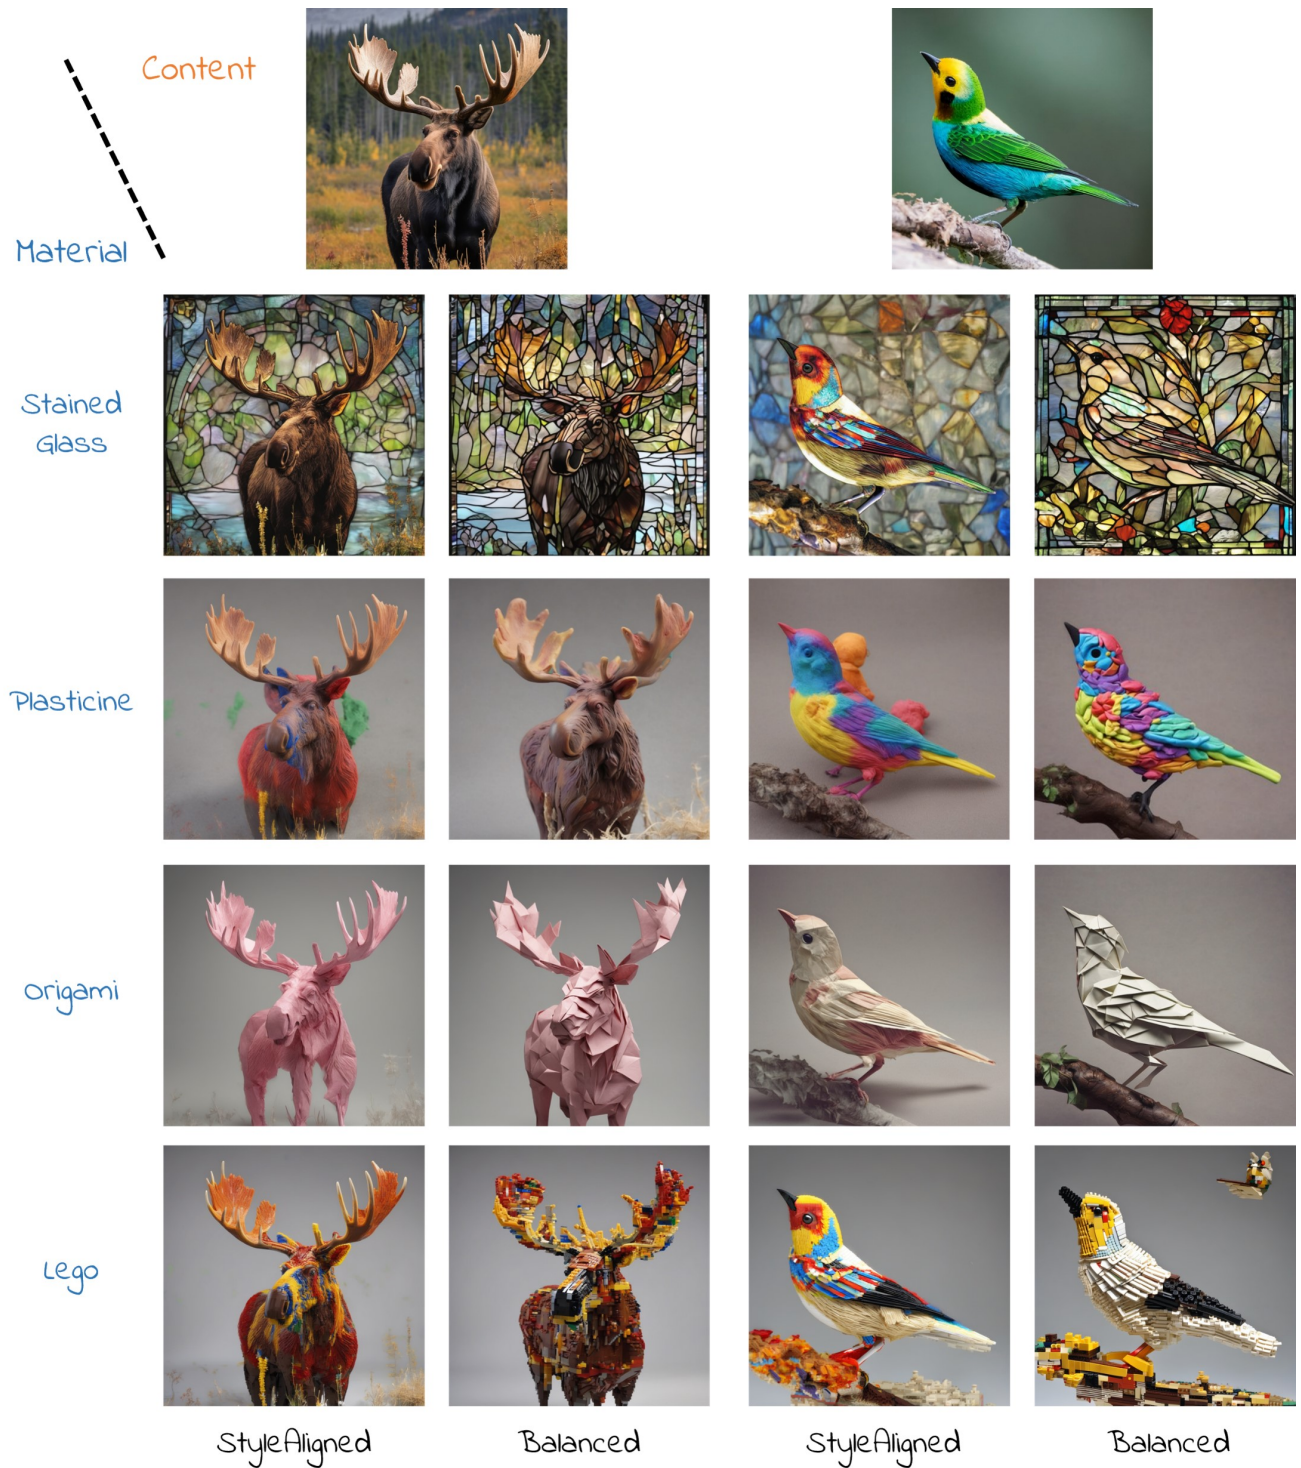 Content
Material
Stained
Glass
Plasticine
Origami
Lego
StyleAligned
Balanced
StyleAligned
Balanced